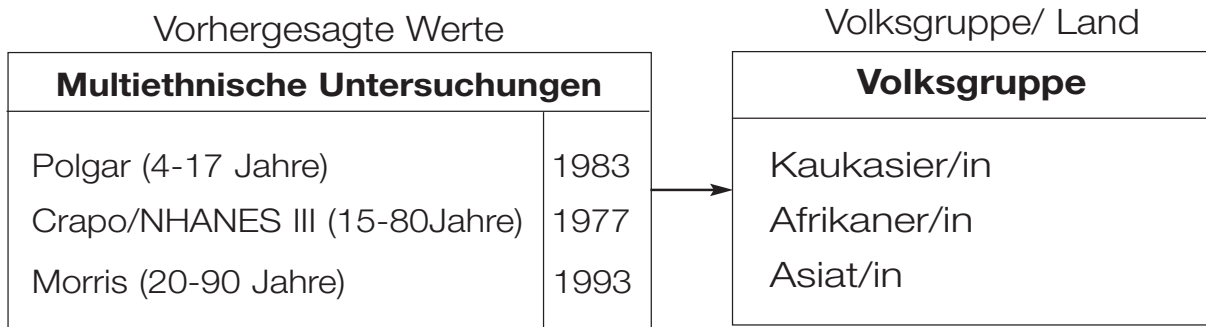 Vorhergesagte Werte
Multiethnische Untersuchungen
Polgar (4-17 Jahre) 1983
Crapo/NHANES III (15-80Jahre) 1977
Morris (20-90 Jahre) 1993
Volksgruppe/ Land
Volksgruppe
Kaukasier/in
Afrikaner/in
Asiat/in